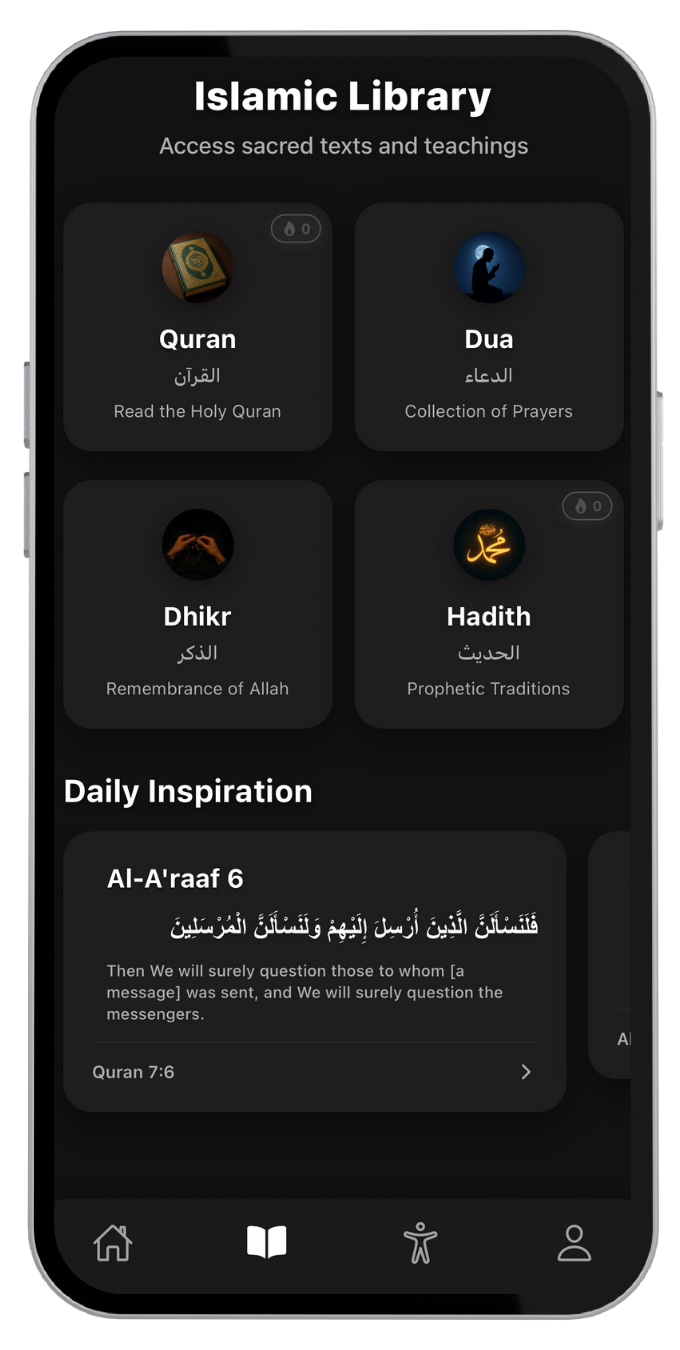 Islamic Library
Access sacred texts and teachings
0
Quran
القرآن
Read the Holy Quran
Dua
الدعاء
Collection of Prayers
Dhikr
الذكر
Remembrance of Allah
0
محمد
Hadith
الحديث
Prophetic Traditions
Daily Inspiration
Al-A'raaf 6
فَلَنَسْأَلَنَّ الَّذِينَ أُرْسِلَ إِلَيْهِمْ وَلَنَسْأَلَنَّ الْمُرْسَلِينَ
Then We will surely question those to whom [a
message] was sent, and We will surely question the
messengers.
Quran 7:6